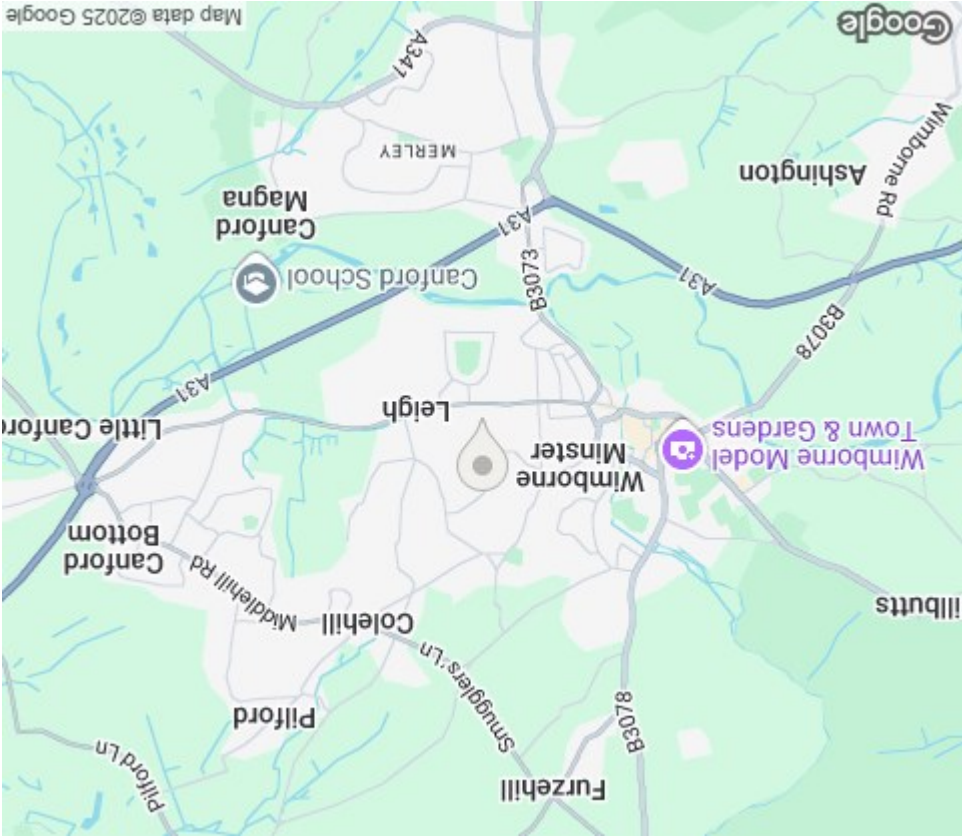 Furzehill
Pilford Ln
B3078
Smugglers' Ln
Pilford
Colehill
illbutts
Middlehill Rd
Canford
Bottom
Wimborne
Minster
Wimborne Model
Town & Gardens
Little Canford
Leigh
A31
B3078
A31
B3073
Canford School
Canford
Magna
A31
Ashington
Wimborne Rd
MERLEY
A341
Google
Map data ©2025 Google